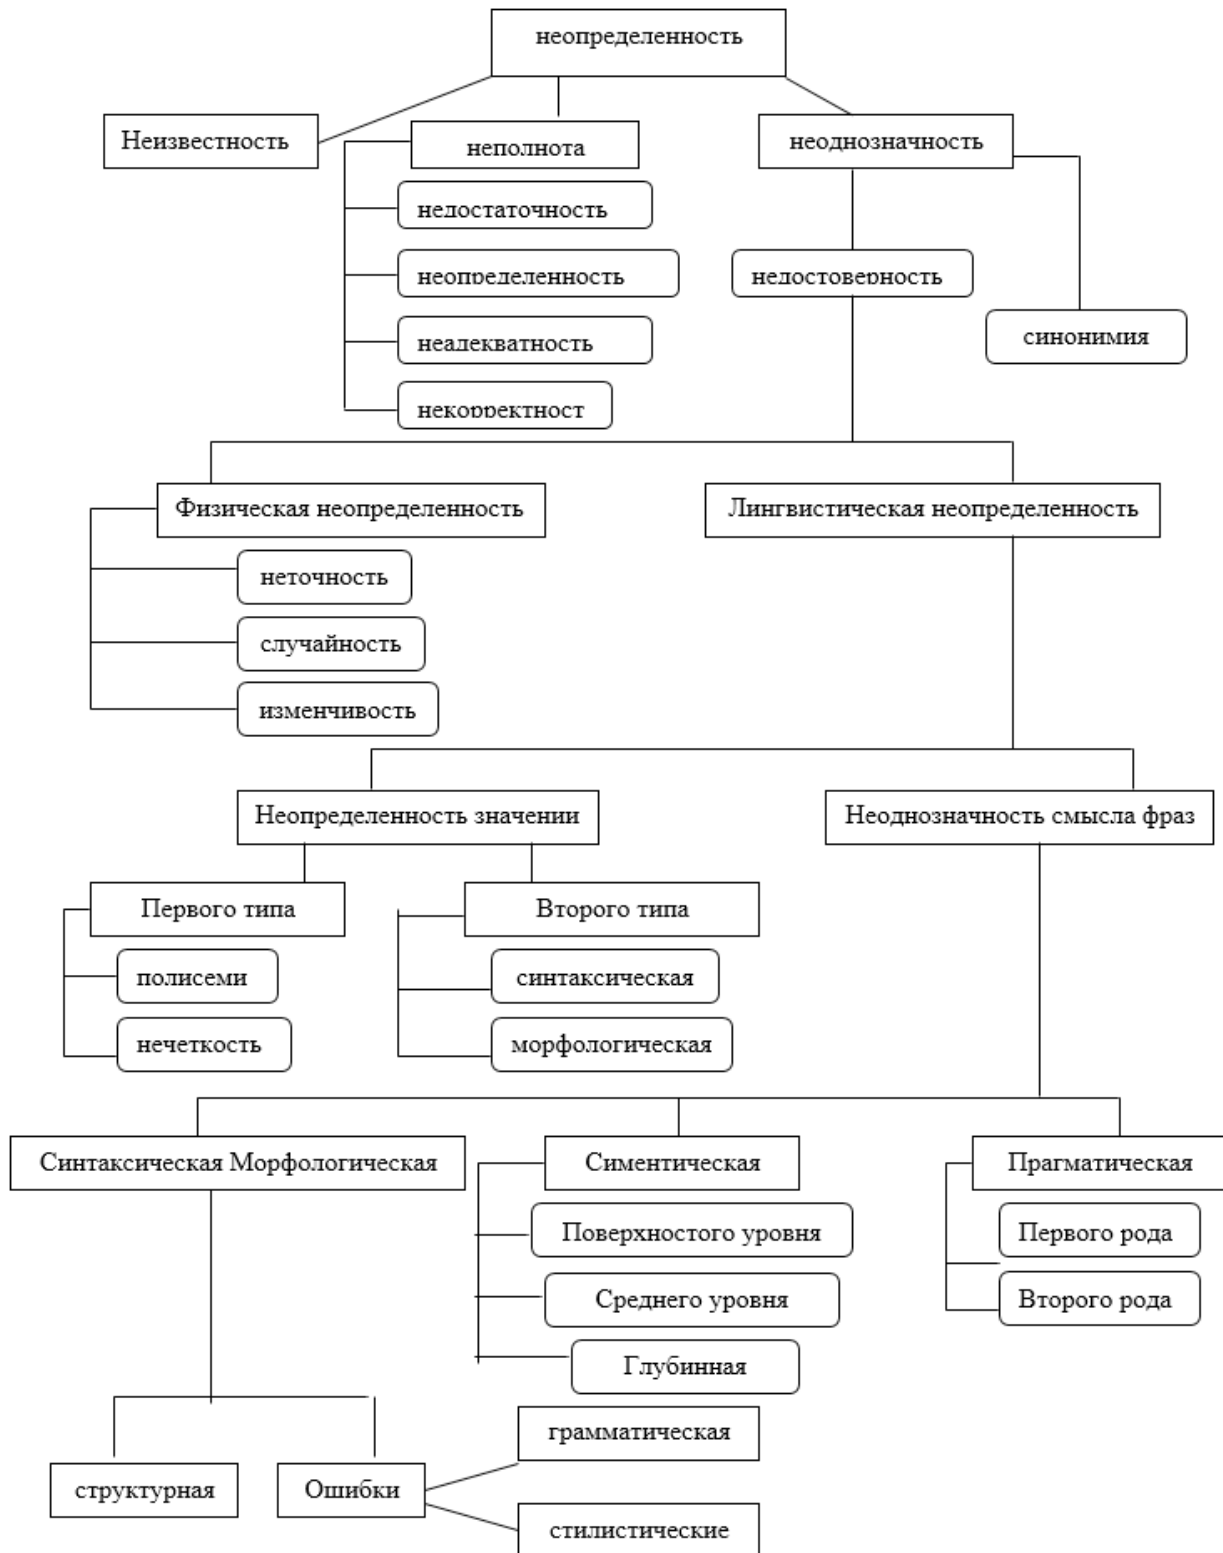 неопределенность
Неизвестность
неполнота
неоднозначность
недостаточность
неопределенность
недостоверность
неадекватность
синонимия
некорректност
Физическая неопределенность
Лингвистическая неопределенность
неточность
случайность
изменчивость
Неопределенность значении
Неоднозначность смысла фраз
Первого типа
Второго типа
полисеми
синтаксическая
нечеткость
морфологическая
Синтаксическая Морфологическая
Симентическая
Прагматическая
Поверхностого уровня
Первого рода
Среднего уровня
Второго рода
Глубинная
грамматическая
структурная
Ошибки
стилистические